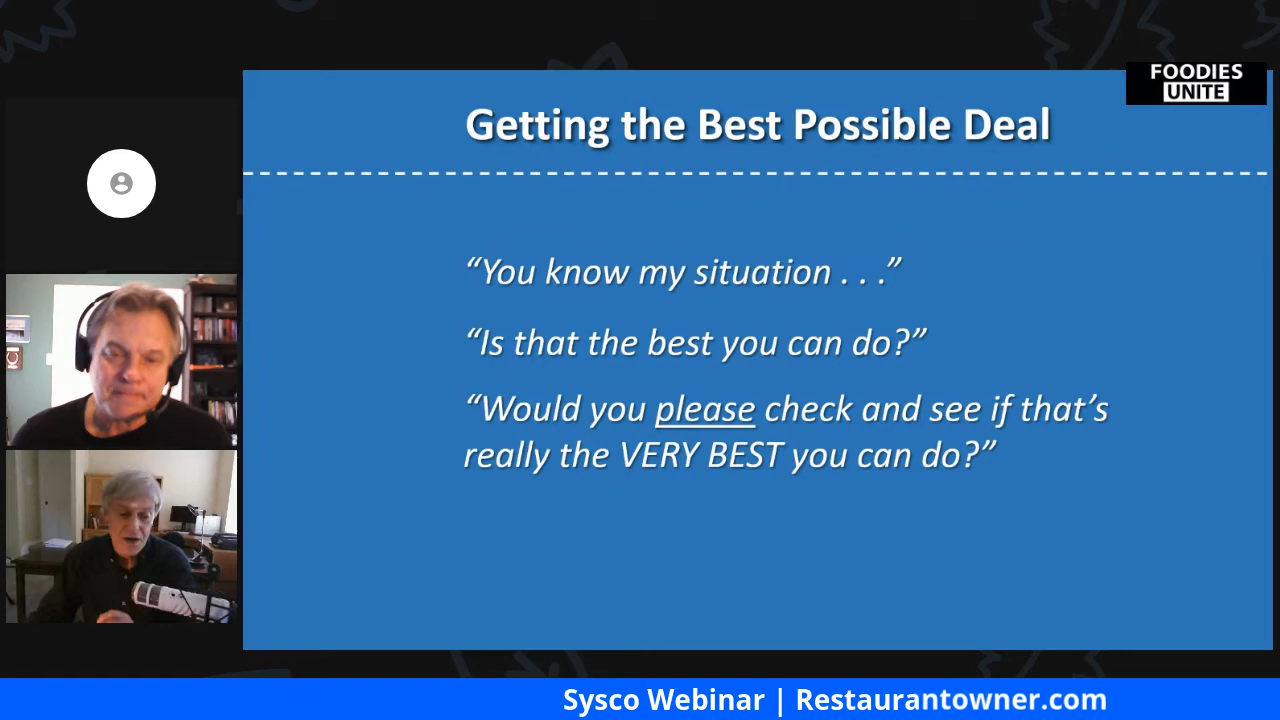 FOODIES
UNITE
Getting the Best Possible Deal
“You know my situation . . .”
“Is that the best you can do?”
“Would you please check and see if that’s
really the VERY BEST you can do?”
Sysco Webinar | Restaurantowner.com